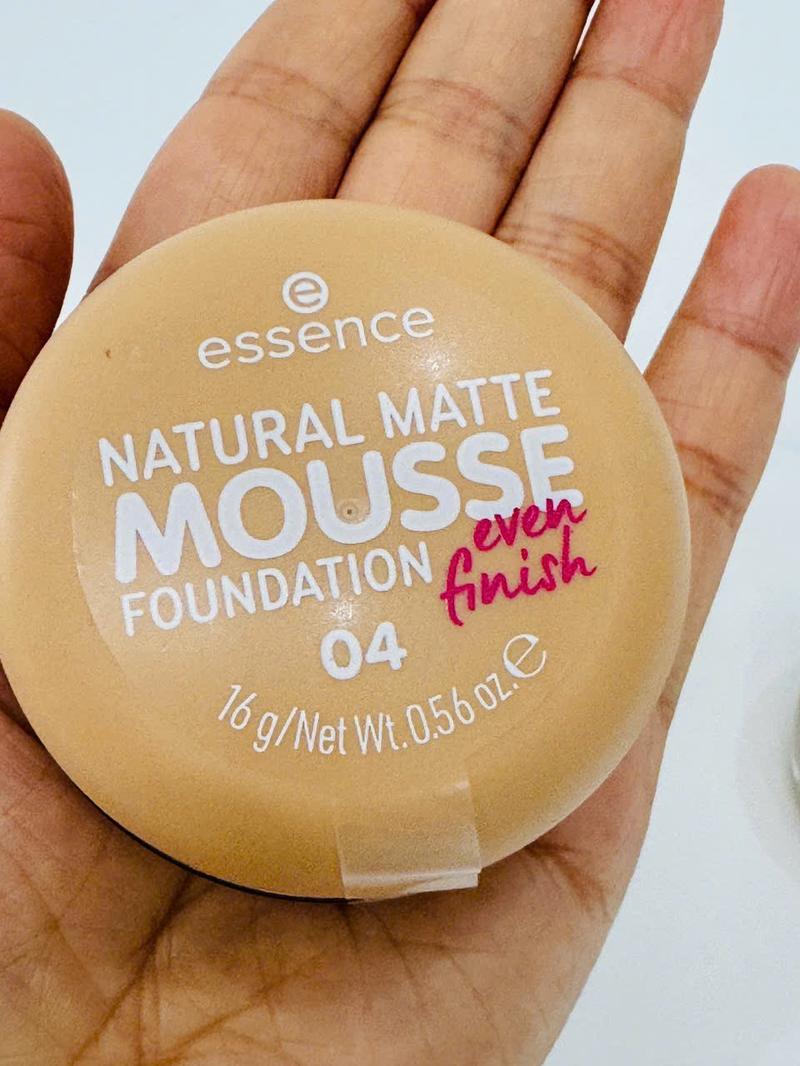 e
essence
NATURAL MATTE
MOUSSE
FOUNDATION
even
finish
04
16 g/Net Wt. 0.56 oz. ℮